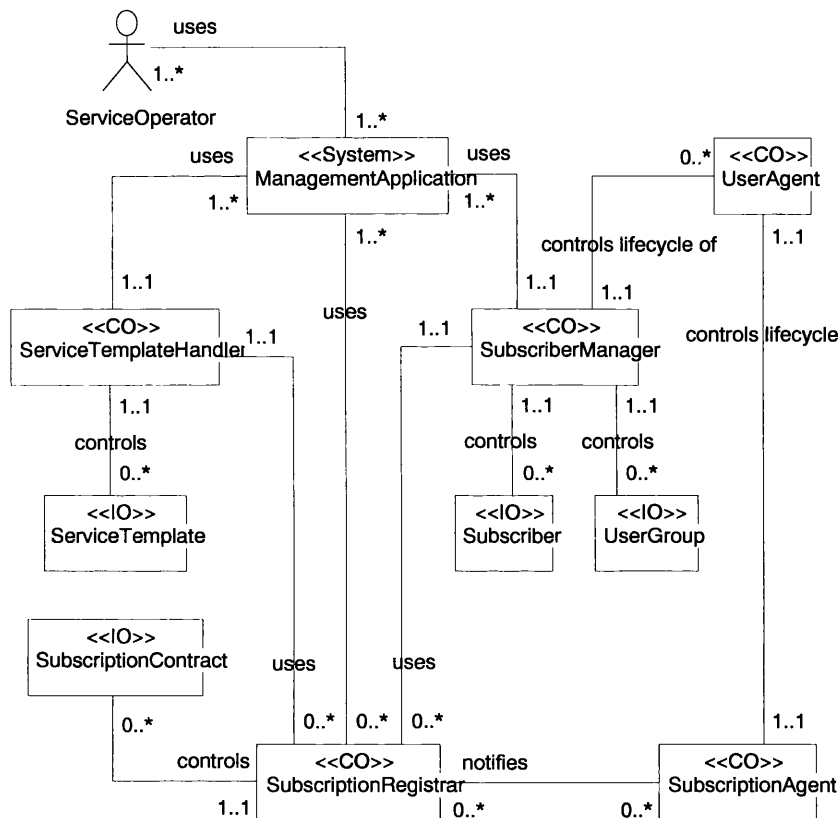 uses
1..*
ServiceOperator
1..*
uses
<<System>>
ManagementApplication
uses
0..*
<<CO>>
UserAgent
1..*
1..*
1..*
1..1
controls lifecycle of
1..1
1..1
1..1
uses
<<CO>>
ServiceTemplateHandler
1..1
1..1
<<CO>>
SubscriberManager
controls lifecycle
1..1
1..1
1..1
controls
controls
controls
0..*
0..*
0..*
<<IO>>
ServiceTemplate
<<IO>>
Subscriber
<<IO>>
UserGroup
<<IO>>
SubscriptionContract
uses
uses
0..*
0..*
0..*
0..*
1..1
controls
<<CO>>
SubscriptionRegistrar
notifies
<<CO>>
SubscriptionAgent
1..1
0..*
0..*